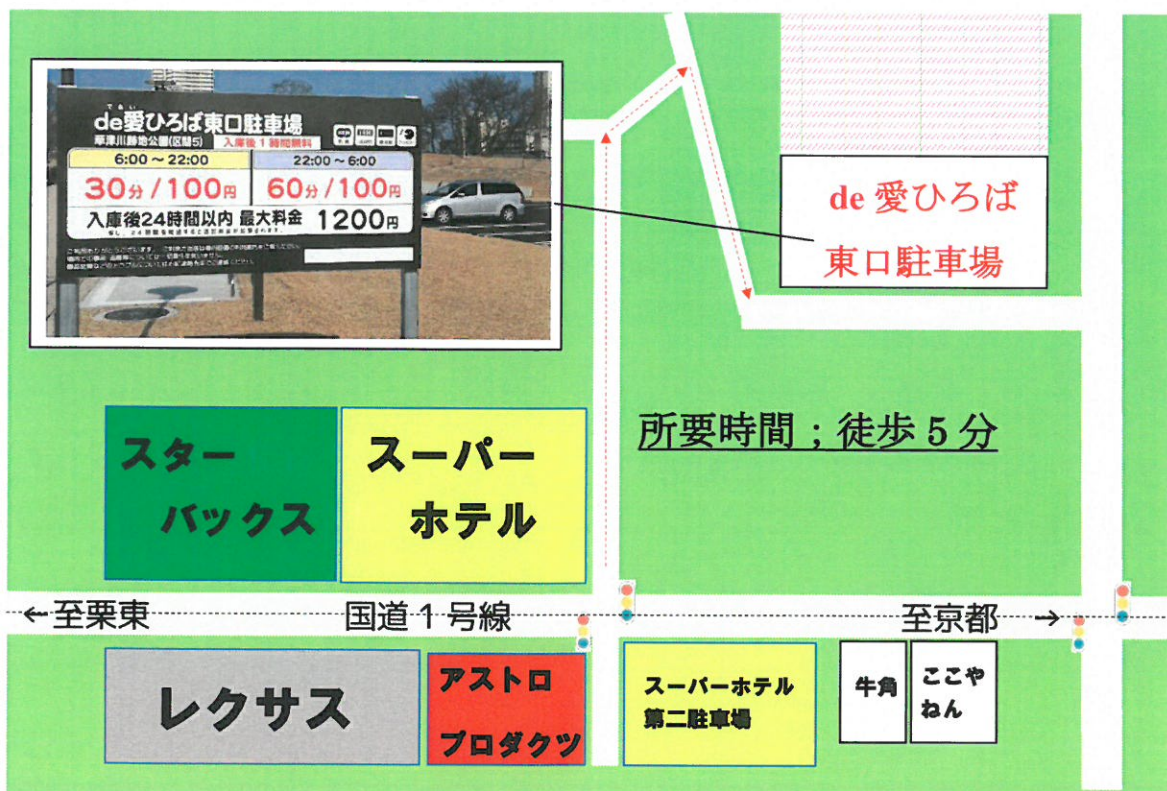 であい
de愛ひろば東口駐車場
草津川跡地公園(区間5) 入庫後1時間無料
6:00～22:00
22:00～6:00
30分/100円
60分/100円
入庫後24時間以内 最大料金 1200円
de 愛ひろば
東口駐車場
所要時間；徒歩5分
スター
バックス
スーパー
ホテル
←至栗東
国道1号線
至京都 →
レクサス
アストロ
プロダクツ
スーパーホテル
第二駐車場
牛角
ここや
ねん